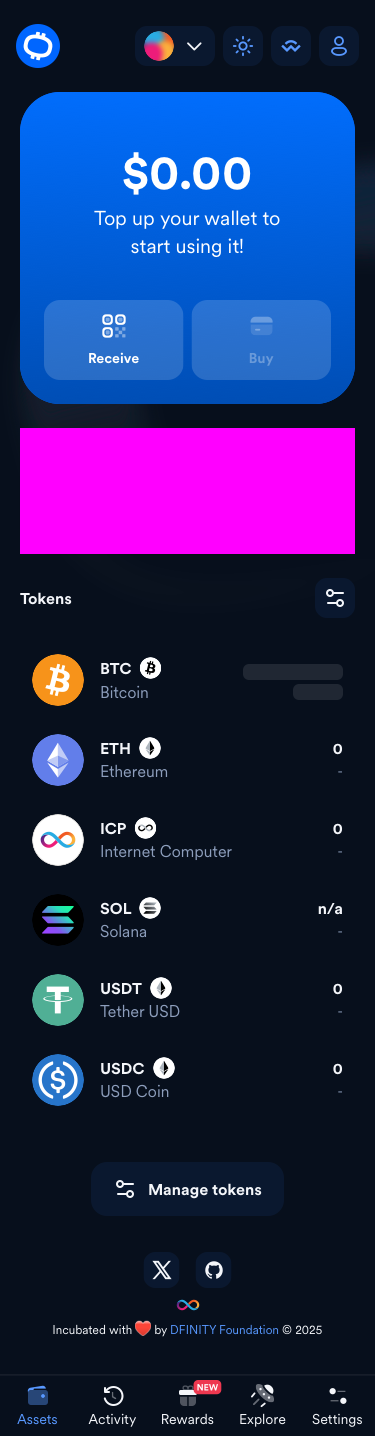 $0.00
Top up your wallet to
start using it!
Receive
Buy
Tokens
BTC
Bitcoin
ETH
0
Ethereum
-
ICP
0
Internet Computer
-
SOL
n/a
Solana
-
USDT
0
Tether USD
-
USDC
0
USD Coin
-
Manage tokens
Incubated with ❤️ by DFINITY Foundation © 2025
NEW
Assets
Activity
Rewards
Explore
Settings